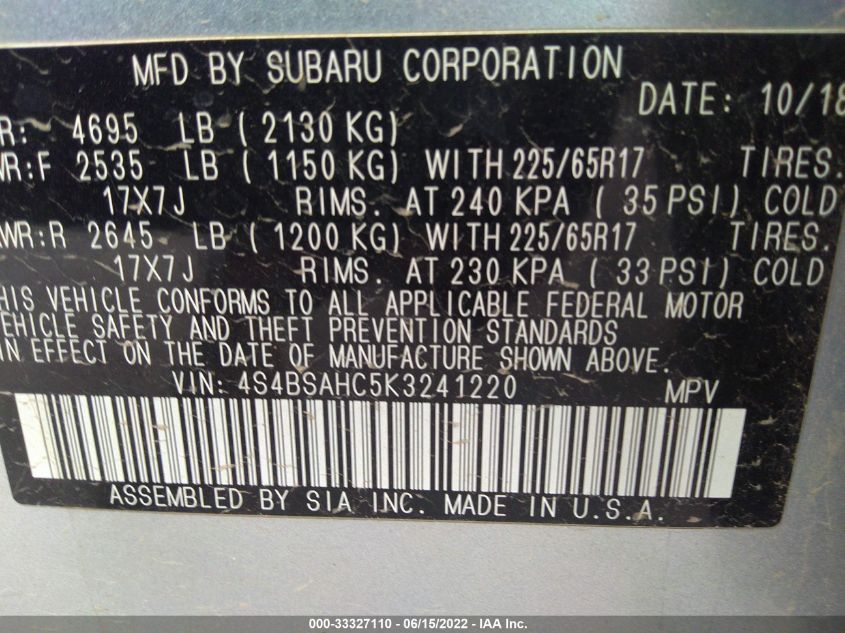 MFD BY SUBARU CORPORATION
DATE: 10/18
R: 4695 LB ( 2130 KG)
WR:F 2535 LB ( 1150 KG) WITH 225/65R17 TIRES.
17X7J RIMS. AT 240 KPA ( 35 PSI) COLD
WR:R 2645 LB ( 1200 KG) WITH 225/65R17 TIRES.
17X7J RIMS. AT 230 KPA ( 33 PSI) COLD
THIS VEHICLE CONFORMS TO ALL APPLICABLE FEDERAL MOTOR
VEHICLE SAFETY AND THEFT PREVENTION STANDARDS
IN EFFECT ON THE DATE OF MANUFACTURE SHOWN ABOVE.
VIN: 4S4BSAHC5K3241220 MPV
ASSEMBLED BY SIA INC. MADE IN U.S.A.
000-33327110 - 06/15/2022 - IAA Inc.